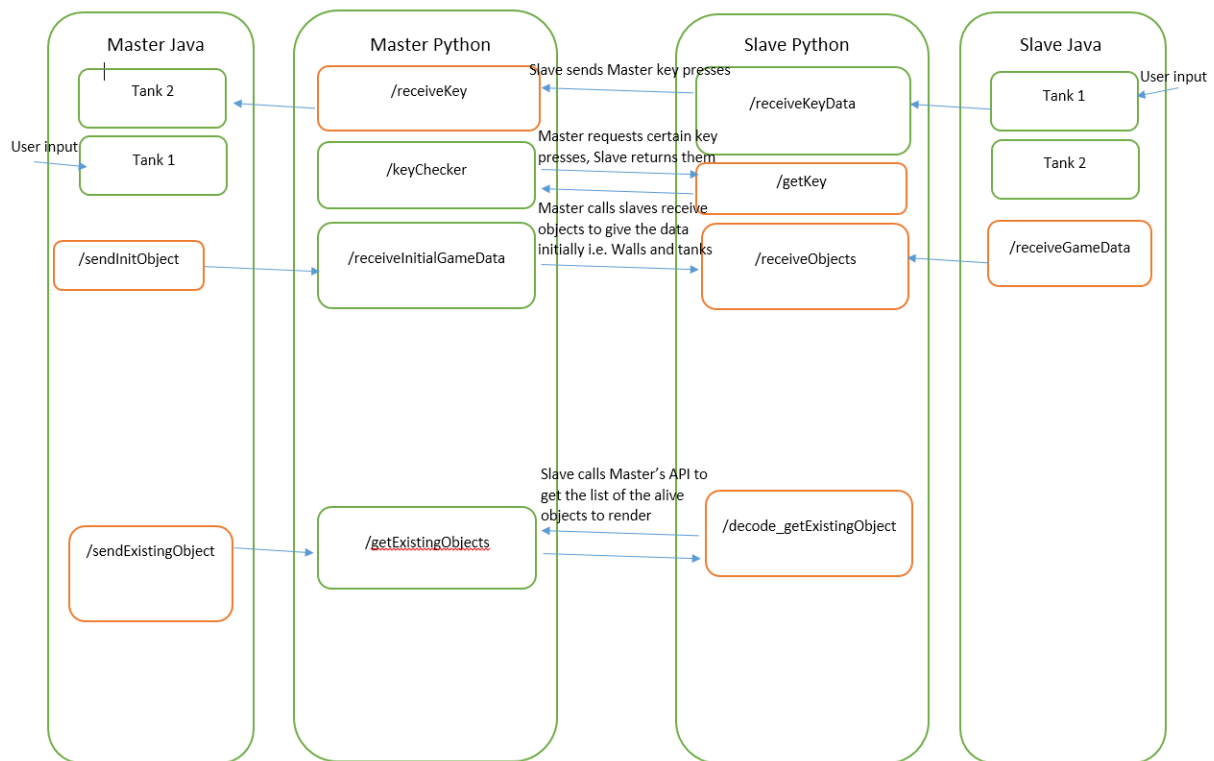 Master Java
Master Python
Slave Python
Slave Java
Tank 2
/receiveKey
Slave sends Master key presses
/receiveKeyData
Tank 1
User input
User input
Tank 1
/keyChecker
Master requests certain key
presses, Slave returns them
/getKey
Tank 2
/sendInitObject
/receiveInitialGameData
Master calls slaves receive
objects to give the data
initially i.e. Walls and tanks
/receiveObjects
/receiveGameData
/sendExistingObject
/getExistingObjects
Slave calls Master’s API to
get the list of the alive
objects to render
/decode_getExistingObject